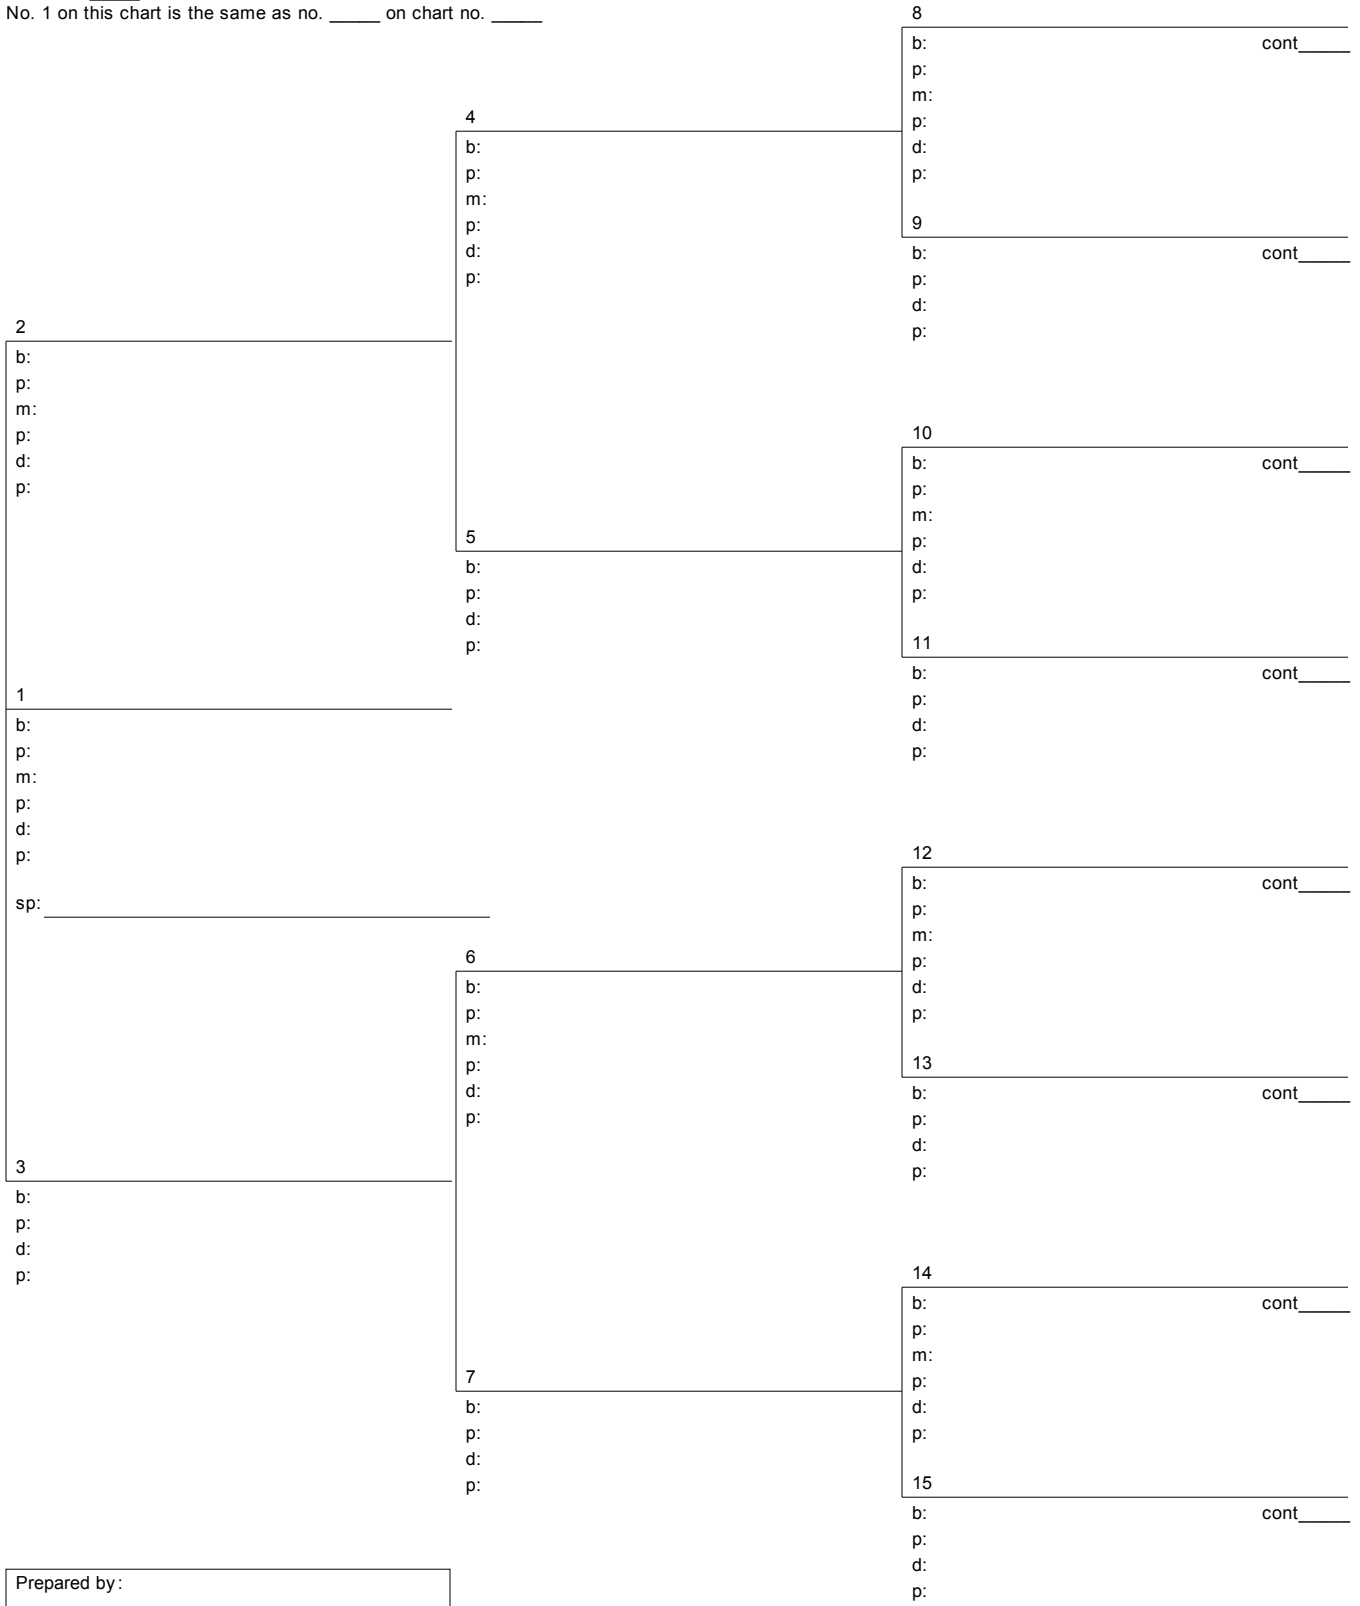 No. 1 on this chart is the same as no. _____ on chart no. _____
8
b: cont_____
p:
m:
p:
d:
p:
4
b:
p:
m:
p:
d:
p:
9
b: cont_____
p:
d:
p:
2
b:
p:
m:
p:
d:
p:
10
b: cont_____
p:
m:
p:
d:
p:
5
b:
p:
d:
p:
11
b: cont_____
p:
d:
p:
1
b:
p:
m:
p:
d:
p:
sp:
12
b: cont_____
p:
m:
p:
d:
p:
6
b:
p:
m:
p:
d:
p:
13
b: cont_____
p:
d:
p:
3
b:
p:
d:
p:
14
b: cont_____
p:
m:
p:
d:
p:
7
b:
p:
d:
p:
15
b: cont_____
p:
d:
p:
Prepared by: